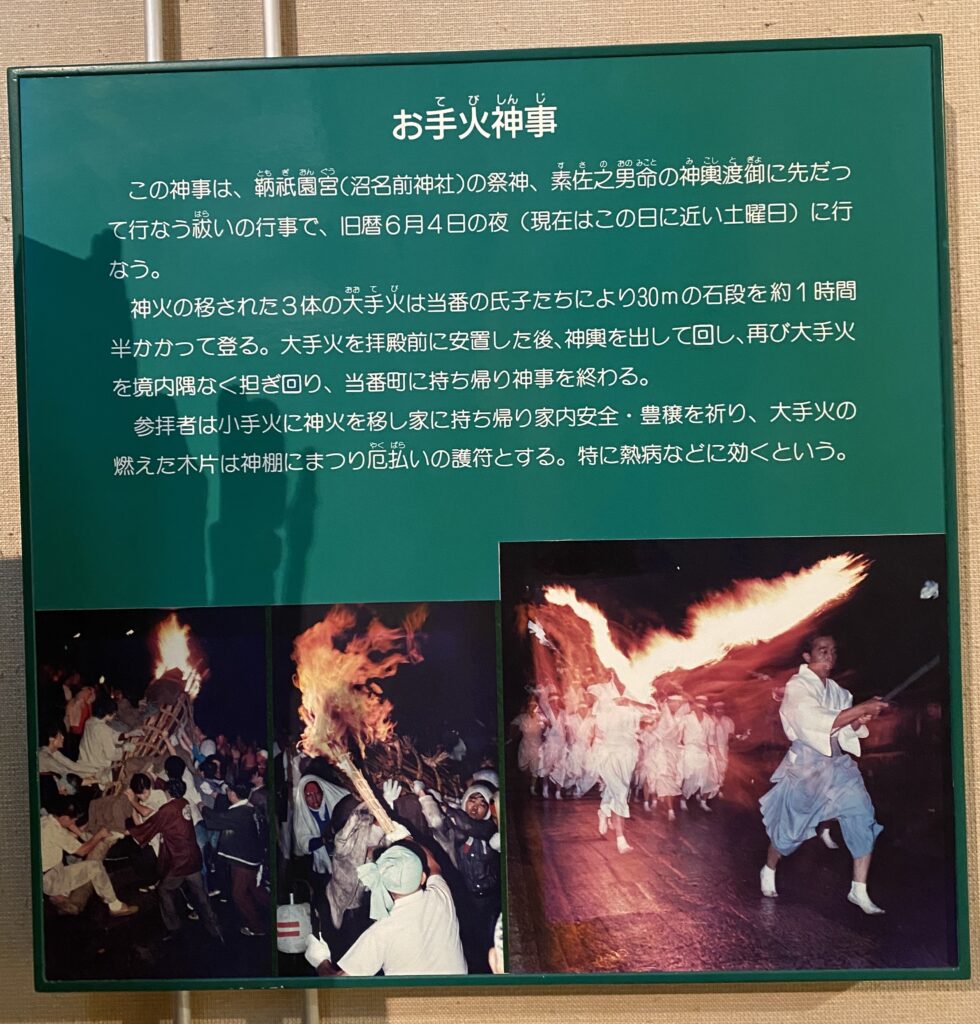 お手火神事
この神事は、鞆祇園宮(沼名前神社)の祭神、素佐之男命の神輿渡御に先だっ
て行なう祓いの行事で、旧暦6月4日の夜（現在はこの日に近い土曜日）に行
なう。
神火の移された3体の大手火は当番の氏子たちにより30mの石段を約1時間
半かかって登る。大手火を拝殿前に安置した後、神輿を出して回し、再び大手火
を境内隅なく担ぎ回り、当番町に持ち帰り神事を終わる。
参拝者は小手火に神火を移し家に持ち帰り家内安全・豊穣を祈り、大手火の
燃えた木片は神棚にまつり厄払いの護符とする。特に熱病などに効くという。